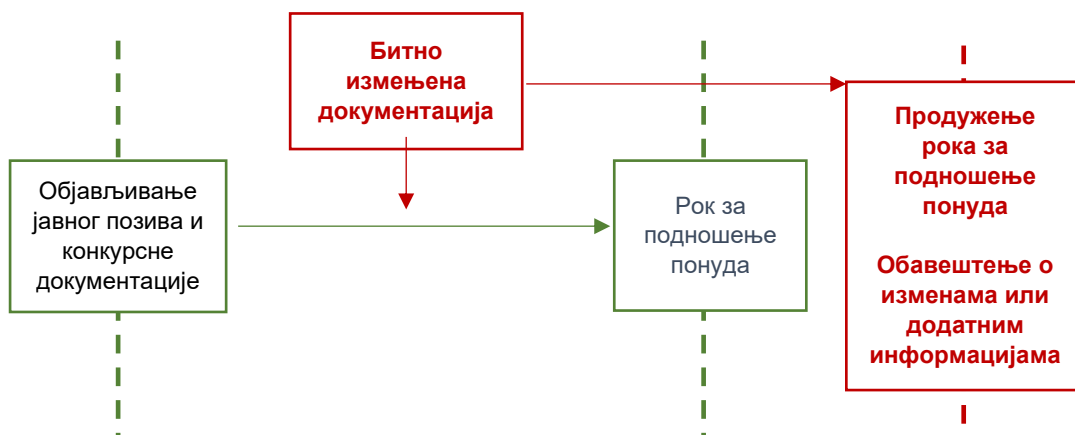 Битно
измењена
документација
Објављивање
јавног позива и
конкурсне
документације
Рок за
подношење
понуда
Продужење
рока за
подношење
понуда
Обавештење о
изменама или
додатним
информацијама